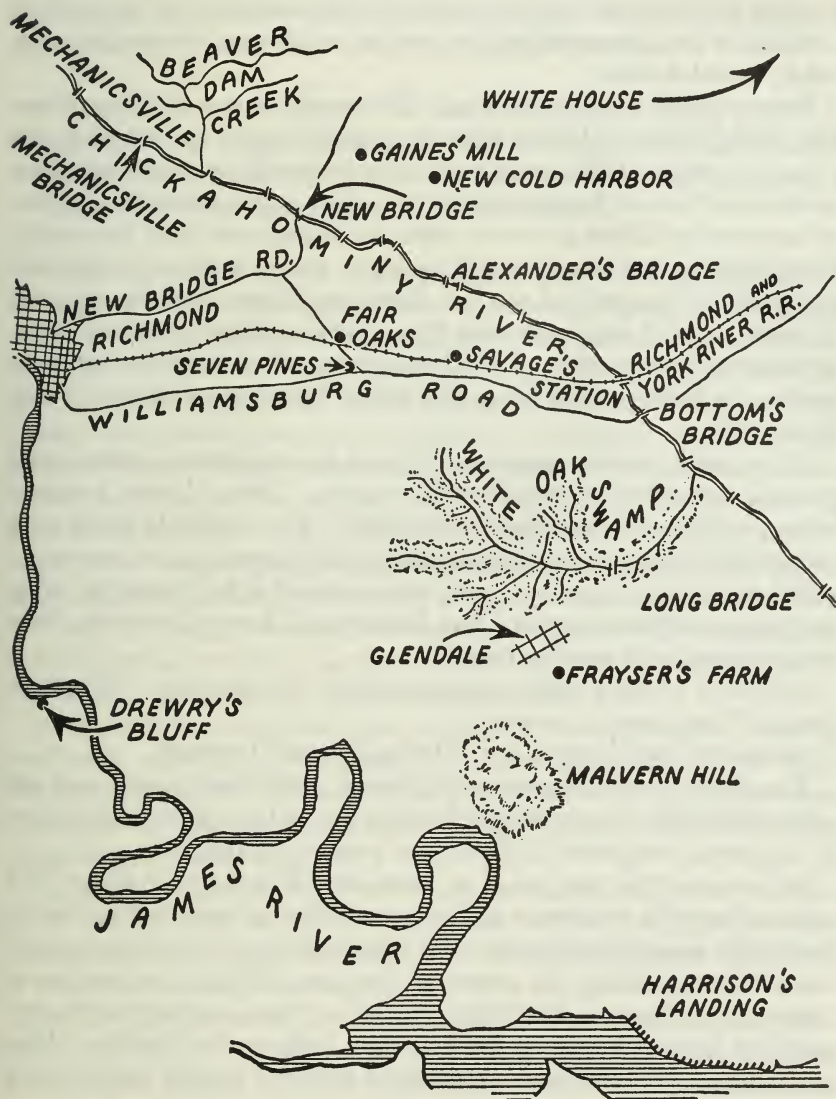 MECHANICSVILLE
BEAVER
DAM
CREEK
WHITE HOUSE
CHICKAHOMINY RIVER
MECHANICSVILLE
BRIDGE
GAINES' MILL
NEW COLD HARBOR
NEW BRIDGE
NEW BRIDGE RD.
RICHMOND
ALEXANDER'S BRIDGE
FAIR
OAKS
SAVAGE'S
STATION
RICHMOND AND
YORK RIVER R.R.
SEVEN PINES
WILLIAMSBURG ROAD
BOTTOM'S
BRIDGE
WHITE OAK SWAMP
LONG BRIDGE
GLENDALE
FRAYSER'S FARM
DREWRY'S
BLUFF
MALVERN HILL
JAMES RIVER
HARRISON'S
LANDING